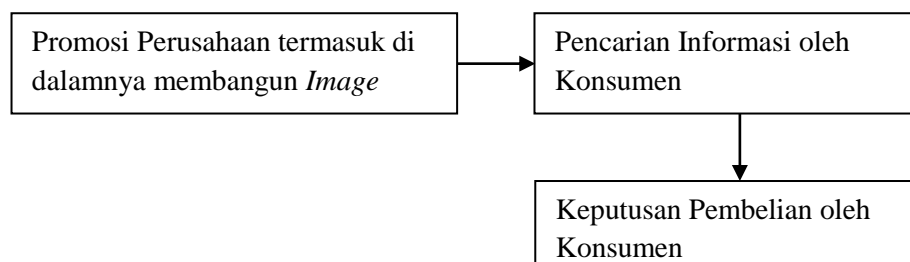 Promosi Perusahaan termasuk di
dalamnya membangun Image
Pencarian Informasi oleh
Konsumen
Keputusan Pembelian oleh
Konsumen